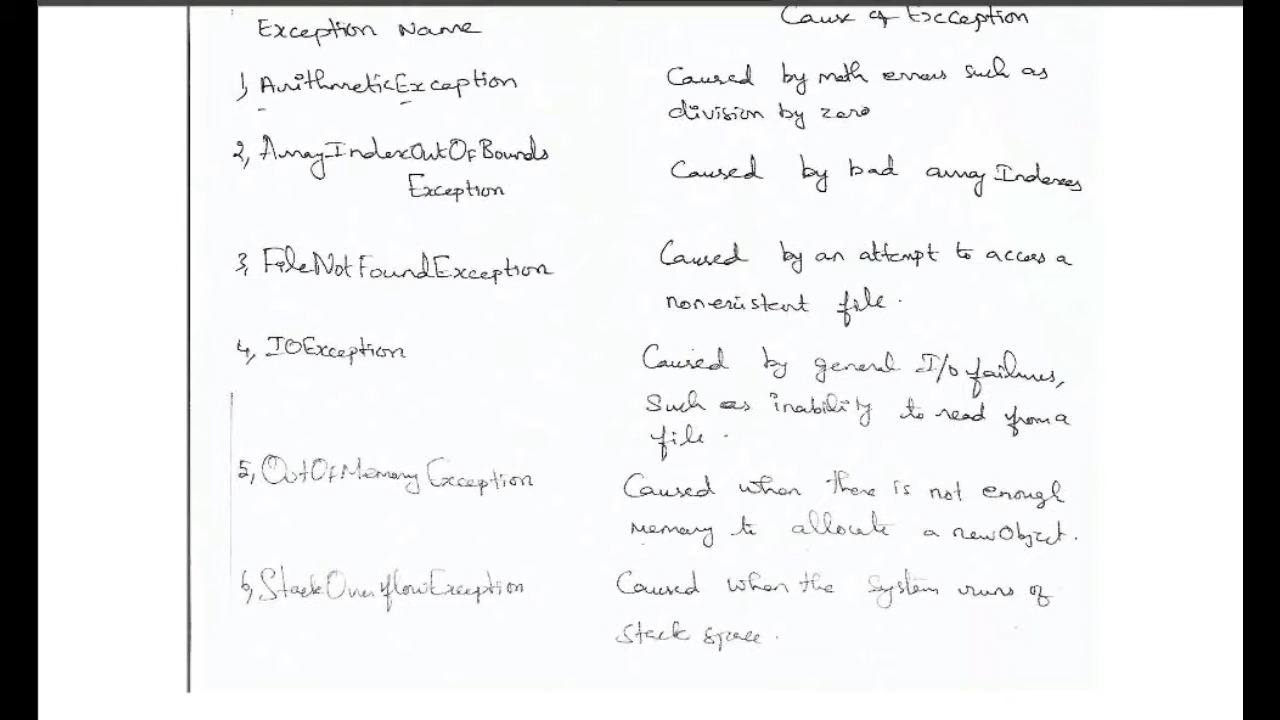 Exception Name Cause of Exception
1, ArithmeticException Caused by math errors such as
division by zero
2, ArrayIndexOutOfBounds
Exception Caused by bad array Indexes
3, FileNotFoundException Caused by an attempt to access a
nonexistent file.
4, IOException Caused by general I/O failures,
Such as inability to read from a
file.
5, OutOfMemoryException Caused when there is not enough
Memory to allocate a new Object.
6, StackOverflowException Caused when the System runs of
Stack space.